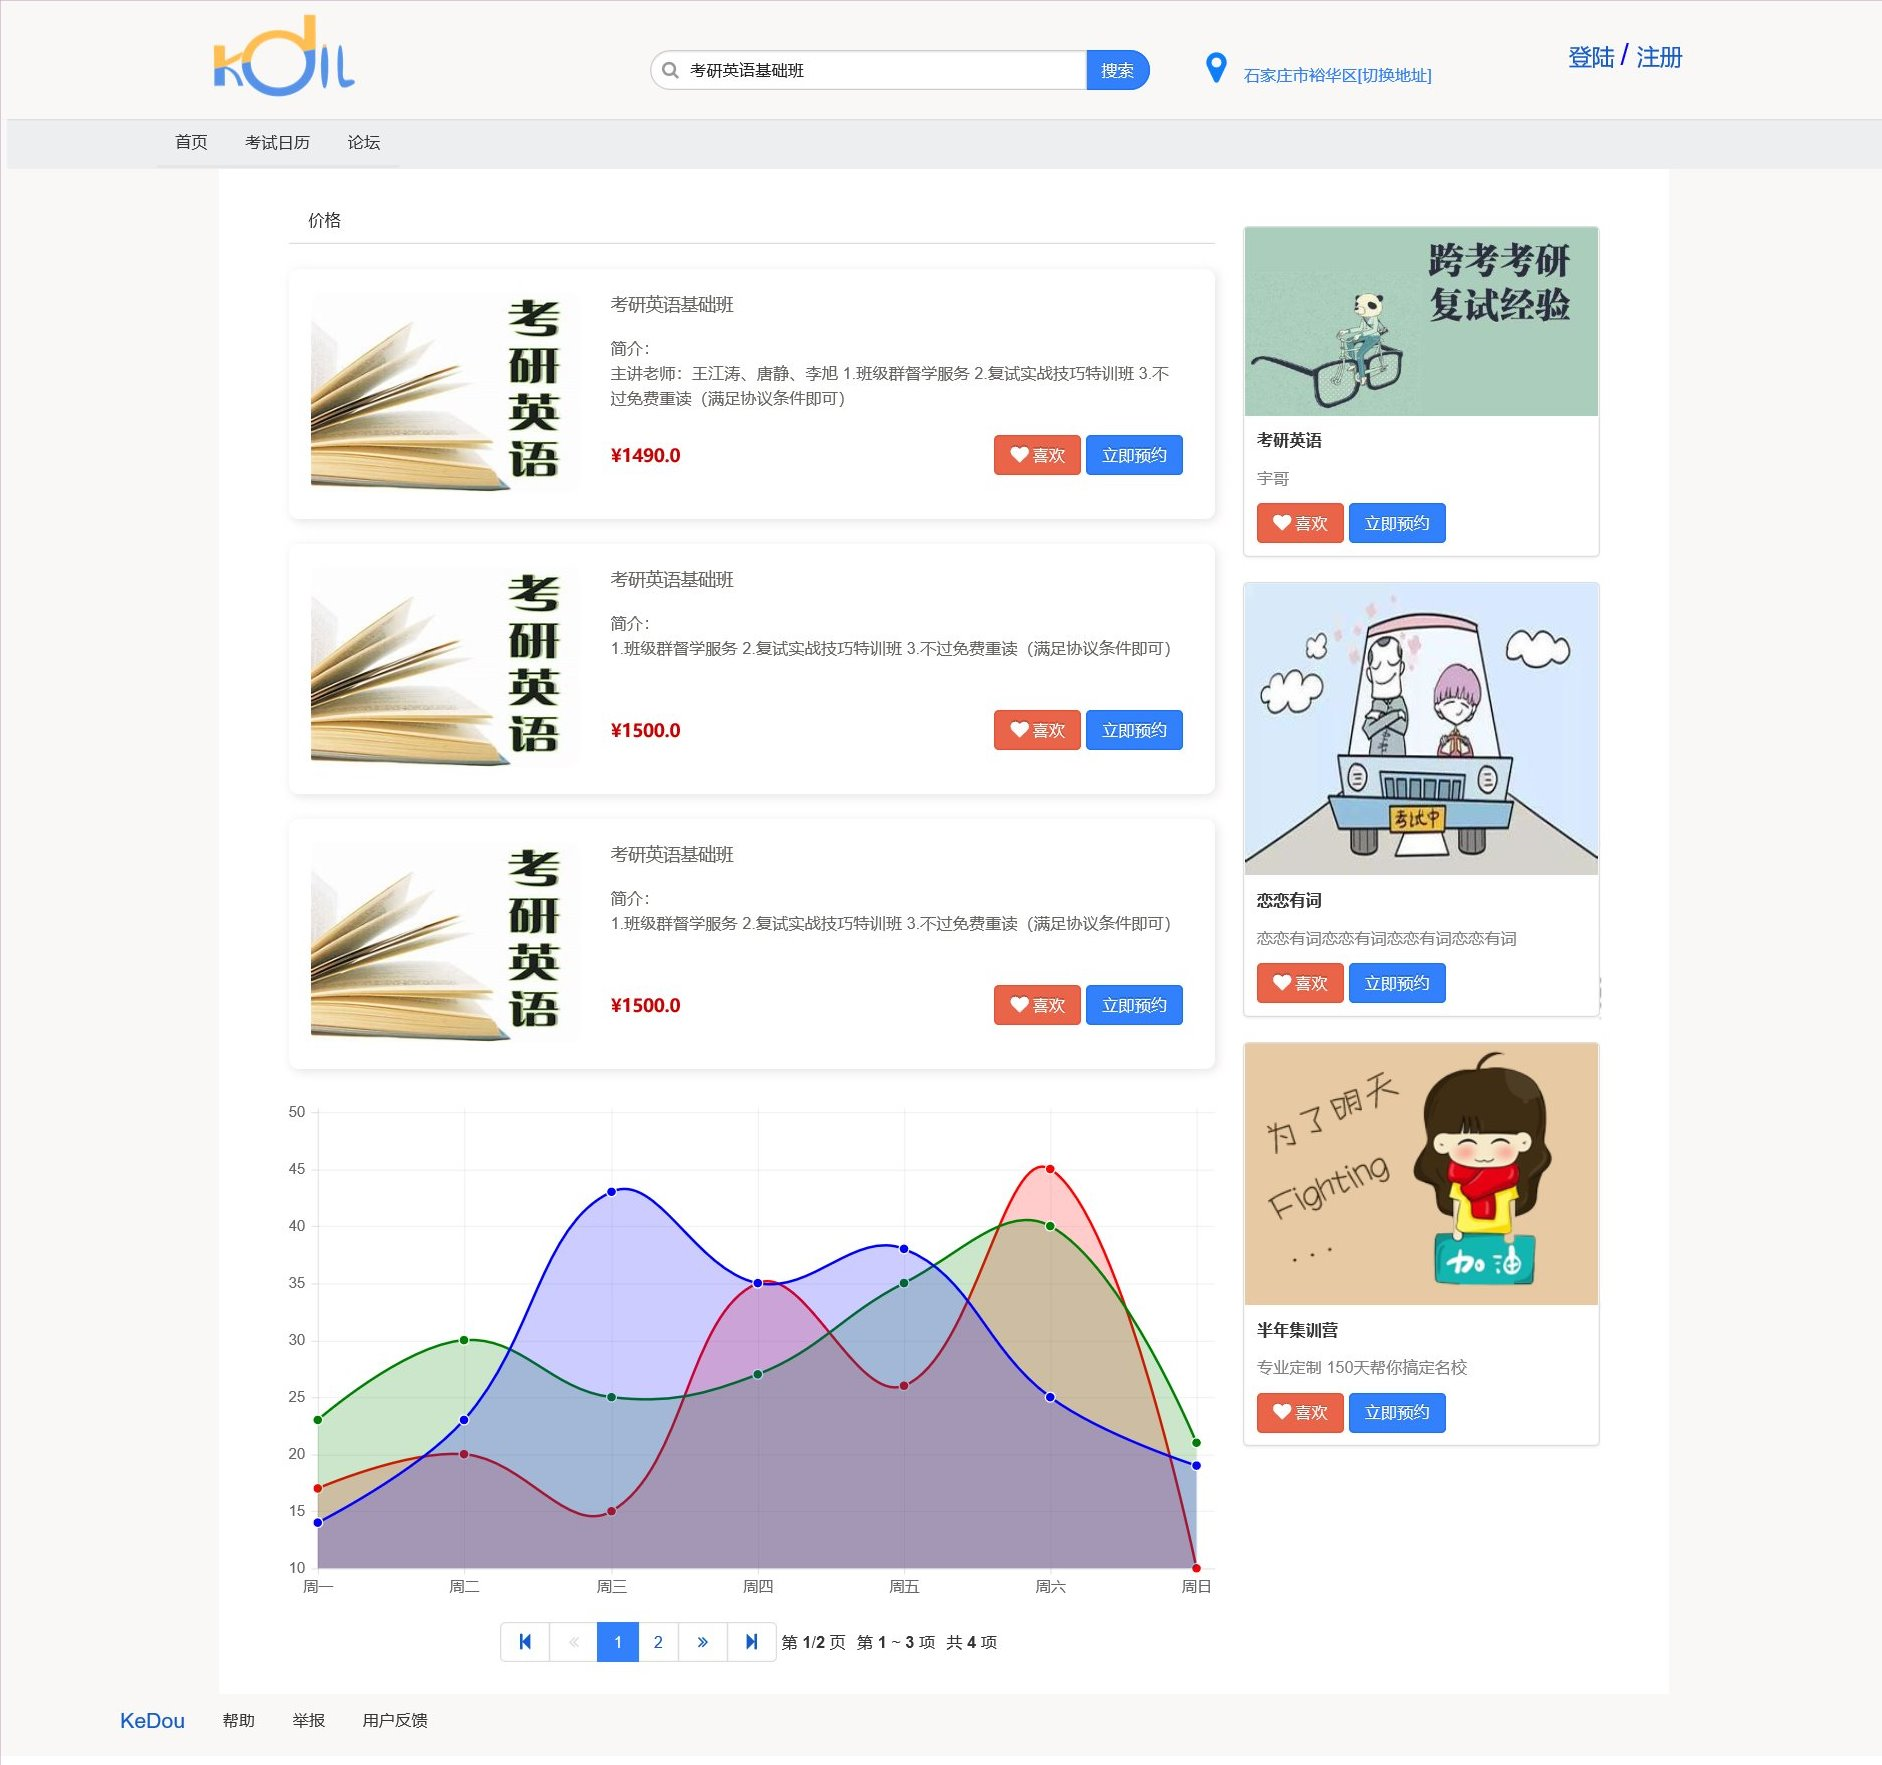 KOIL
考研英语基础班
搜索
石家庄市裕华区[切换地址]
登陆 / 注册
首页 考试日历 论坛
价格
考研英语
考研英语基础班
简介：
主讲老师：王江涛、唐静、李旭 1.班级群督学服务 2.复试实战技巧特训班 3.不
过免费重读（满足协议条件即可）
¥1490.0
喜欢 立即预约
考研英语
考研英语基础班
简介：
1.班级群督学服务 2.复试实战技巧特训班 3.不过免费重读（满足协议条件即可）
¥1500.0
喜欢 立即预约
考研英语
考研英语基础班
简介：
1.班级群督学服务 2.复试实战技巧特训班 3.不过免费重读（满足协议条件即可）
¥1500.0
喜欢 立即预约
50
45
40
35
30
25
20
15
10
周一 周二 周三 周四 周五 周六 周日
« 1 2 » 第 1/2 页 第 1 ~ 3 项 共 4 项
跨考考研
复试经验
考研英语
宇哥
喜欢 立即预约
考试中
恋恋有词
恋恋有词恋恋有词恋恋有词恋恋有词
喜欢 立即预约
为了明天
Fighting
...
加油
半年集训营
专业定制 150天帮你搞定名校
喜欢 立即预约
KeDou 帮助 举报 用户反馈